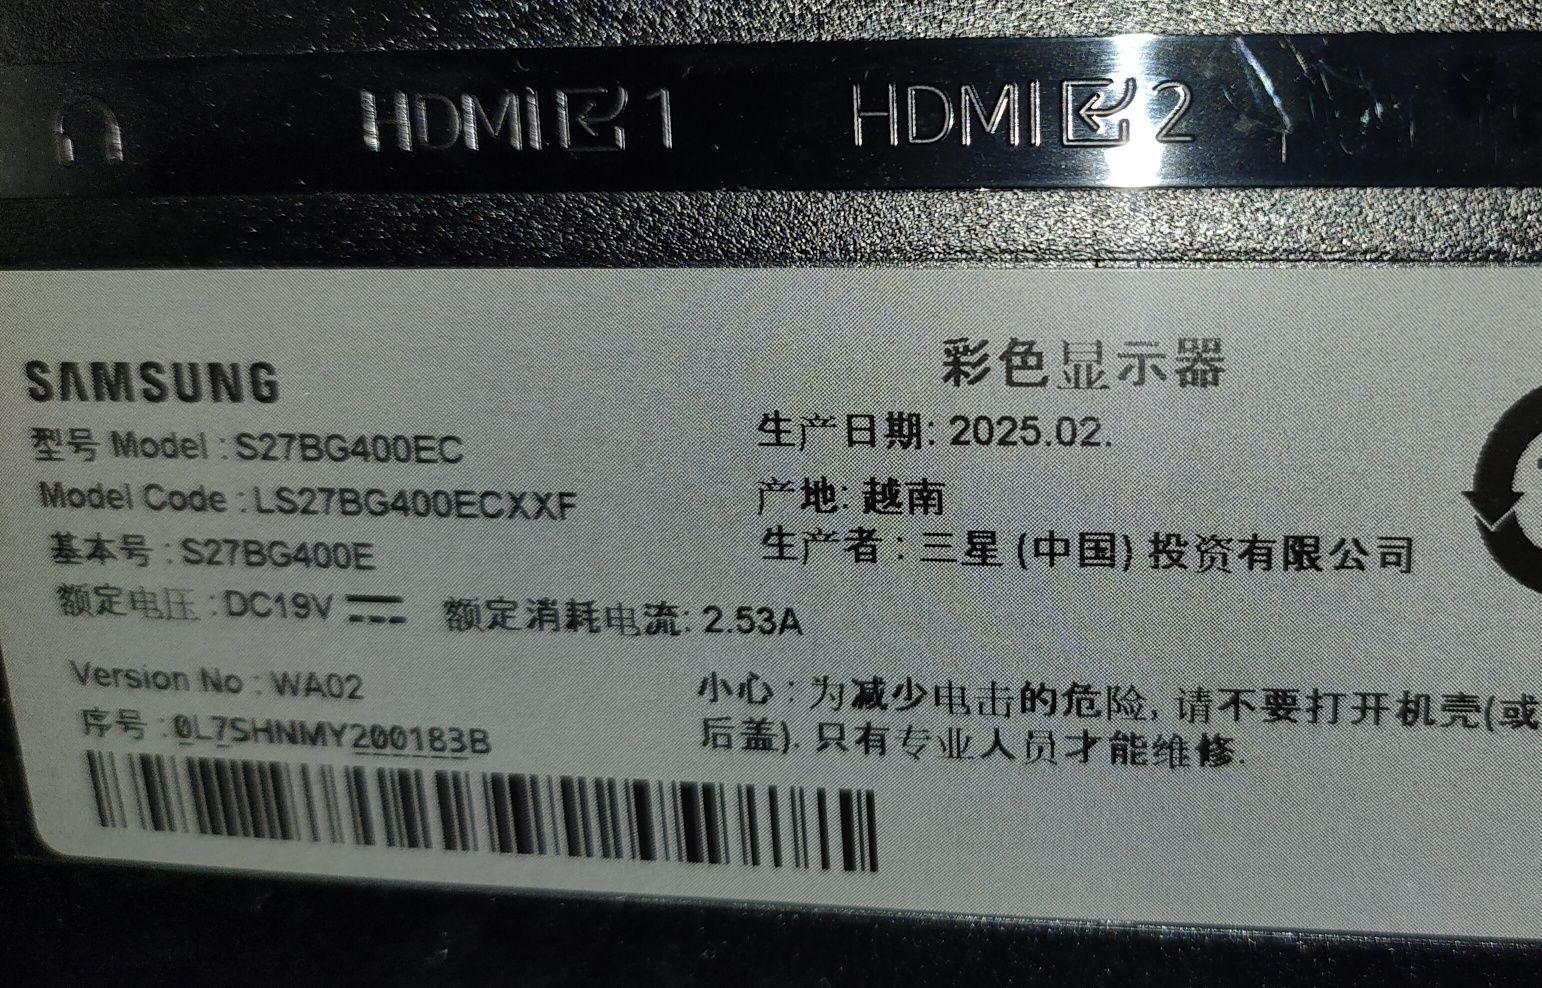 HDMI 1 HDMI 2
SAMSUNG
彩色显示器
型号 Model : S27BG400EC
生产日期: 2025.02.
Model Code : LS27BG400ECXXF
产地: 越南
基本号 : S27BG400E
生产者 : 三星 (中国) 投资有限公司
额定电压 : DC19V 额定消耗电流: 2.53A
Version No : WA02
小心 : 为减少电击的危险, 请不要打开机壳(或
序号 : 0L7SHNMY200183B
后盖). 只有专业人员才能维修.